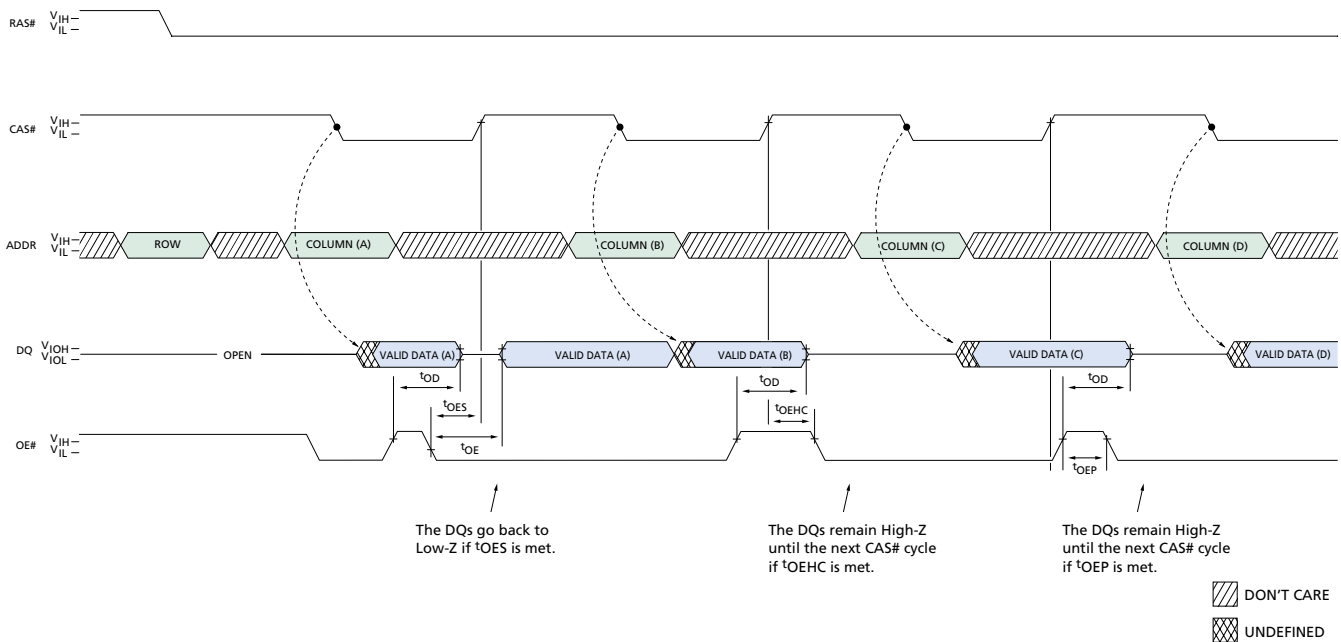 RAS# VIH VIL
CAS# VIH VIL
ADDR VIH VIL ROW COLUMN (A) COLUMN (B) COLUMN (C) COLUMN (D)
DQ VIOH VIOL OPEN VALID DATA (A) VALID DATA (A) VALID DATA (B) VALID DATA (C) VALID DATA (D)
tOD tOD tOD
tOES tOEHC
OE# VIH VIL tOE tOEP
The DQs go back to
Low-Z if tOES is met.
The DQs remain High-Z
until the next CAS# cycle
if tOEHC is met.
The DQs remain High-Z
until the next CAS# cycle
if tOEP is met.
DON'T CARE
UNDEFINED